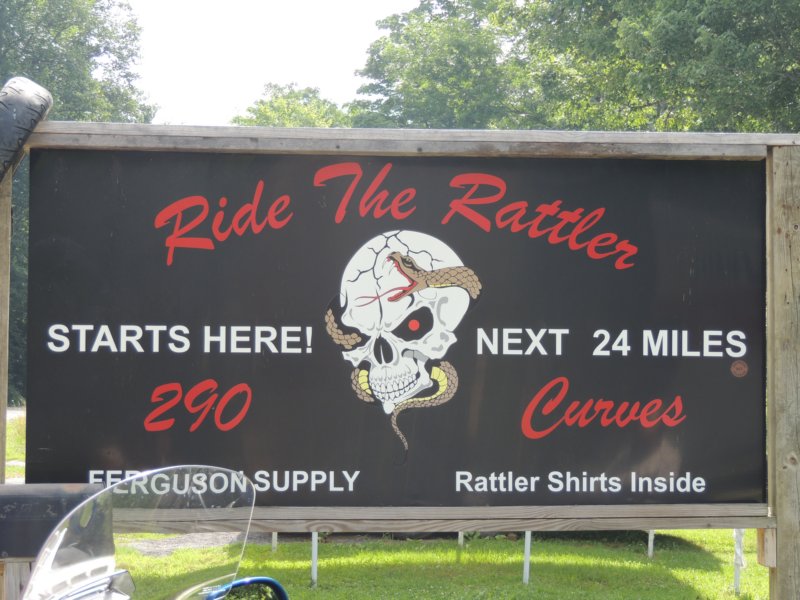 Ride The Rattler
STARTS HERE! NEXT 24 MILES
290 Curves
FERGUSON SUPPLY Rattler Shirts Inside